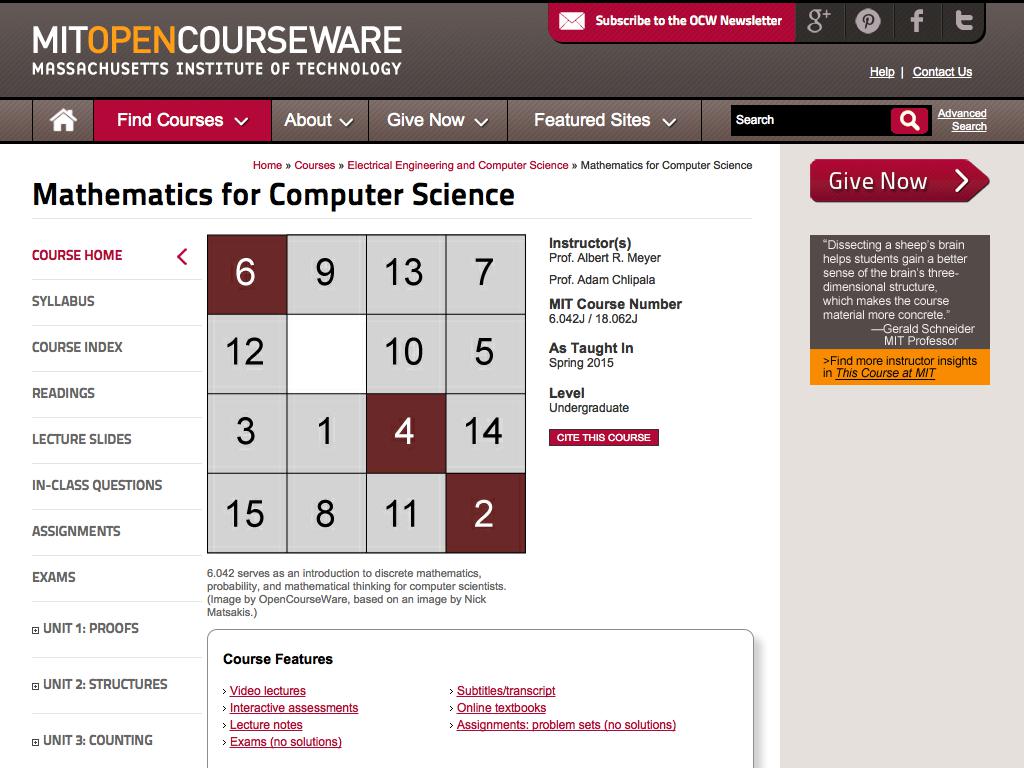 MITOPENCOURSEWARE
MASSACHUSETTS INSTITUTE OF TECHNOLOGY
Subscribe to the OCW Newsletter
Help | Contact Us
Find Courses
About
Give Now
Featured Sites
Search
Advanced
Search
Home » Courses » Electrical Engineering and Computer Science » Mathematics for Computer Science
Mathematics for Computer Science
COURSE HOME
SYLLABUS
COURSE INDEX
READINGS
LECTURE SLIDES
IN-CLASS QUESTIONS
ASSIGNMENTS
EXAMS
UNIT 1: PROOFS
UNIT 2: STRUCTURES
UNIT 3: COUNTING
6 9 13 7
12 10 5
3 1 4 14
15 8 11 2
6.042 serves as an introduction to discrete mathematics,
probability, and mathematical thinking for computer scientists.
(Image by OpenCourseWare, based on an image by Nick
Matsakis.)
Instructor(s)
Prof. Albert R. Meyer
Prof. Adam Chlipala
MIT Course Number
6.042J / 18.062J
As Taught In
Spring 2015
Level
Undergraduate
CITE THIS COURSE
Course Features
Video lectures
Interactive assessments
Lecture notes
Exams (no solutions)
Subtitles/transcript
Online textbooks
Assignments: problem sets (no solutions)
Give Now
“Dissecting a sheep’s brain
helps students gain a better
sense of the brain’s three-
dimensional structure,
which makes the course
material more concrete.”
—Gerald Schneider
MIT Professor
>Find more instructor insights
in This Course at MIT